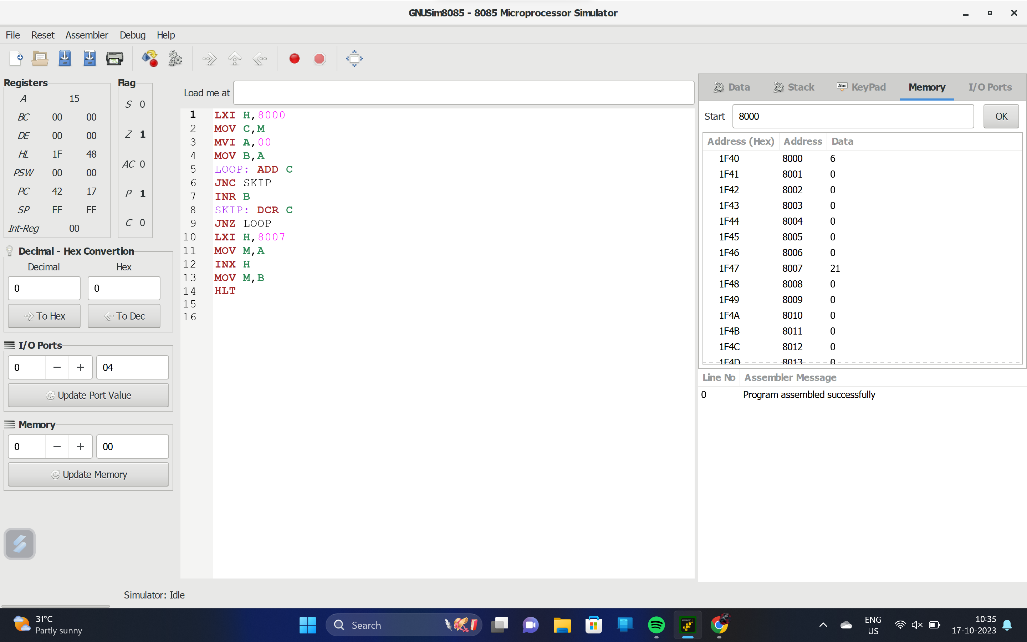 GNUSim8085 - 8085 Microprocessor Simulator
File Reset Assembler Debug Help
Registers
A 15
BC 00 00
DE 00 00
HL 1F 48
PSW 00 00
PC 42 17
SP FF FF
Int-Reg 00
Flag
S 0
Z 1
AC 0
P 1
C 0
Decimal - Hex Convertion
Decimal Hex
0 0
To Hex To Dec
I/O Ports
0 − + 04
Update Port Value
Memory
0 − + 00
Update Memory
Load me at
1 LXI H,8000
2 MOV C,M
3 MVI A,00
4 MOV B,A
5 LOOP: ADD C
6 JNC SKIP
7 INR B
8 SKIP: DCR C
9 JNZ LOOP
10 LXI H,8007
11 MOV M,A
12 INX H
13 MOV M,B
14 HLT
15
16
Data Stack KeyPad Memory I/O Ports
Start 8000 OK
Address (Hex) Address Data
1F40 8000 6
1F41 8001 0
1F42 8002 0
1F43 8003 0
1F44 8004 0
1F45 8005 0
1F46 8006 0
1F47 8007 21
1F48 8008 0
1F49 8009 0
1F4A 8010 0
1F4B 8011 0
1F4C 8012 0
1F4D 8013 0
Line No Assembler Message
0 Program assembled successfully
Simulator: Idle
31°C
Partly sunny
Search
ENG
US
10:35
17-10-2023